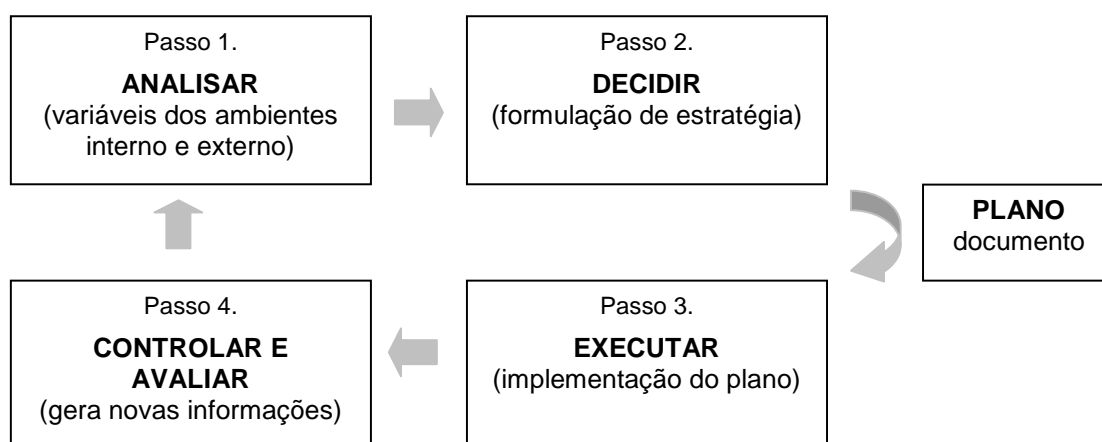 Passo 1.
ANALISAR
(variáveis dos ambientes
interno e externo)
Passo 2.
DECIDIR
(formulação de estratégia)
PLANO
documento
Passo 3.
EXECUTAR
(implementação do plano)
Passo 4.
CONTROLAR E
AVALIAR
(gera novas informações)